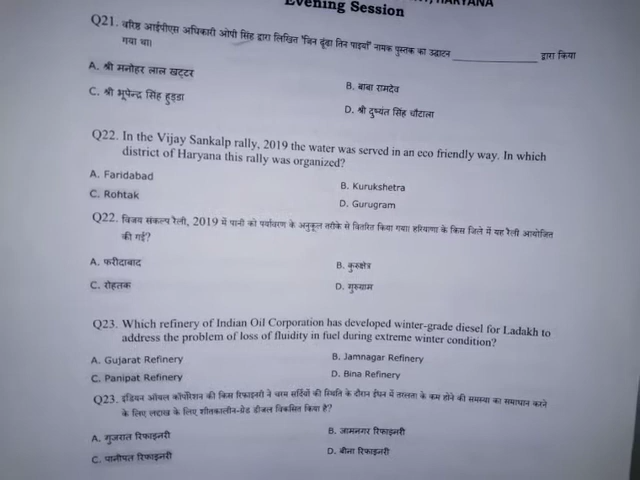 HARYANA
Evening Session
Q21. वरिष्ठ आईपीएस अधिकारी ओपी सिंह द्वारा लिखित 'जिन ढूंढा तिन पाइयाँ' नामक पुस्तक का उद्घाटन ____________ द्वारा किया
गया था।
A. श्री मनोहर लाल खट्टर
B. बाबा रामदेव
C. श्री भूपेन्द्र सिंह हुड्डा
D. श्री दुष्यंत सिंह चौटाला
Q22. In the Vijay Sankalp rally, 2019 the water was served in an eco friendly way. In which
district of Haryana this rally was organized?
A. Faridabad
B. Kurukshetra
C. Rohtak
D. Gurugram
Q22. विजय संकल्प रैली, 2019 में पानी को पर्यावरण के अनुकूल तरीके से वितरित किया गया। हरियाणा के किस जिले में यह रैली आयोजित
की गई?
A. फरीदाबाद
B. कुरुक्षेत्र
C. रोहतक
D. गुरुग्राम
Q23. Which refinery of Indian Oil Corporation has developed winter-grade diesel for Ladakh to
address the problem of loss of fluidity in fuel during extreme winter condition?
A. Gujarat Refinery
B. Jamnagar Refinery
C. Panipat Refinery
D. Bina Refinery
Q23. इंडियन ऑयल कॉर्पोरेशन की किस रिफाइनरी ने चरम सर्दियों की स्थिति के दौरान ईंधन में तरलता के कम होने की समस्या का समाधान करने
के लिए लद्दाख के लिए शीतकालीन-ग्रेड डीजल विकसित किया है?
A. गुजरात रिफाइनरी
B. जामनगर रिफाइनरी
C. पानीपत रिफाइनरी
D. बीना रिफाइनरी